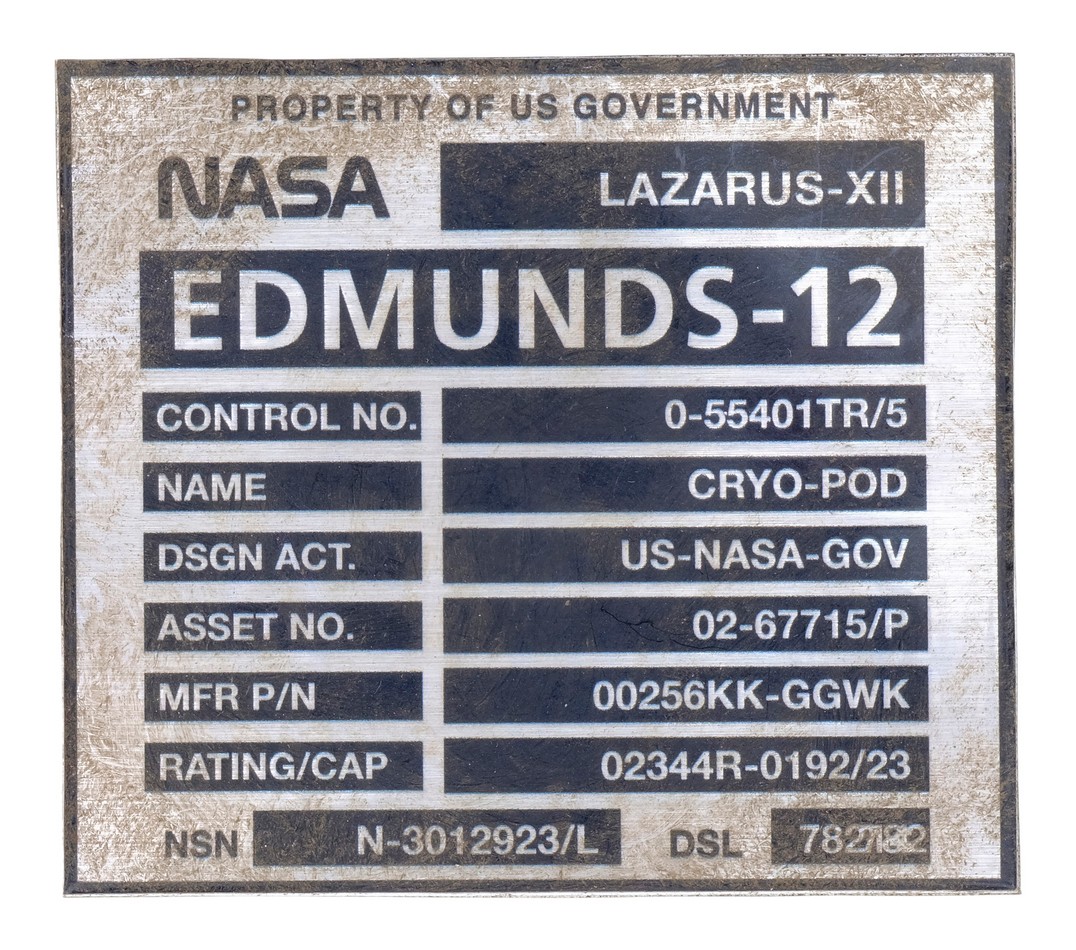 PROPERTY OF US GOVERNMENT
NASA LAZARUS-XII
EDMUNDS-12
CONTROL NO. 0-55401TR/5
NAME CRYO-POD
DSGN ACT. US-NASA-GOV
ASSET NO. 02-67715/P
MFR P/N 00256KK-GGWK
RATING/CAP 02344R-0192/23
NSN N-3012923/L DSL